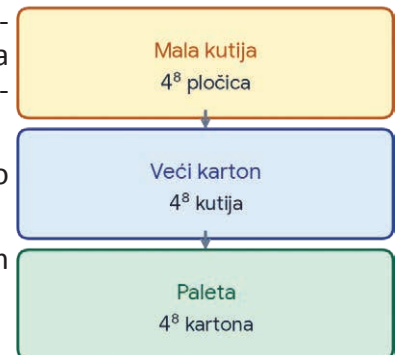 -
a
-
o
n
Mala kutija
4⁸ pločica
Veći karton
4⁸ kutija
Paleta
4⁸ kartona